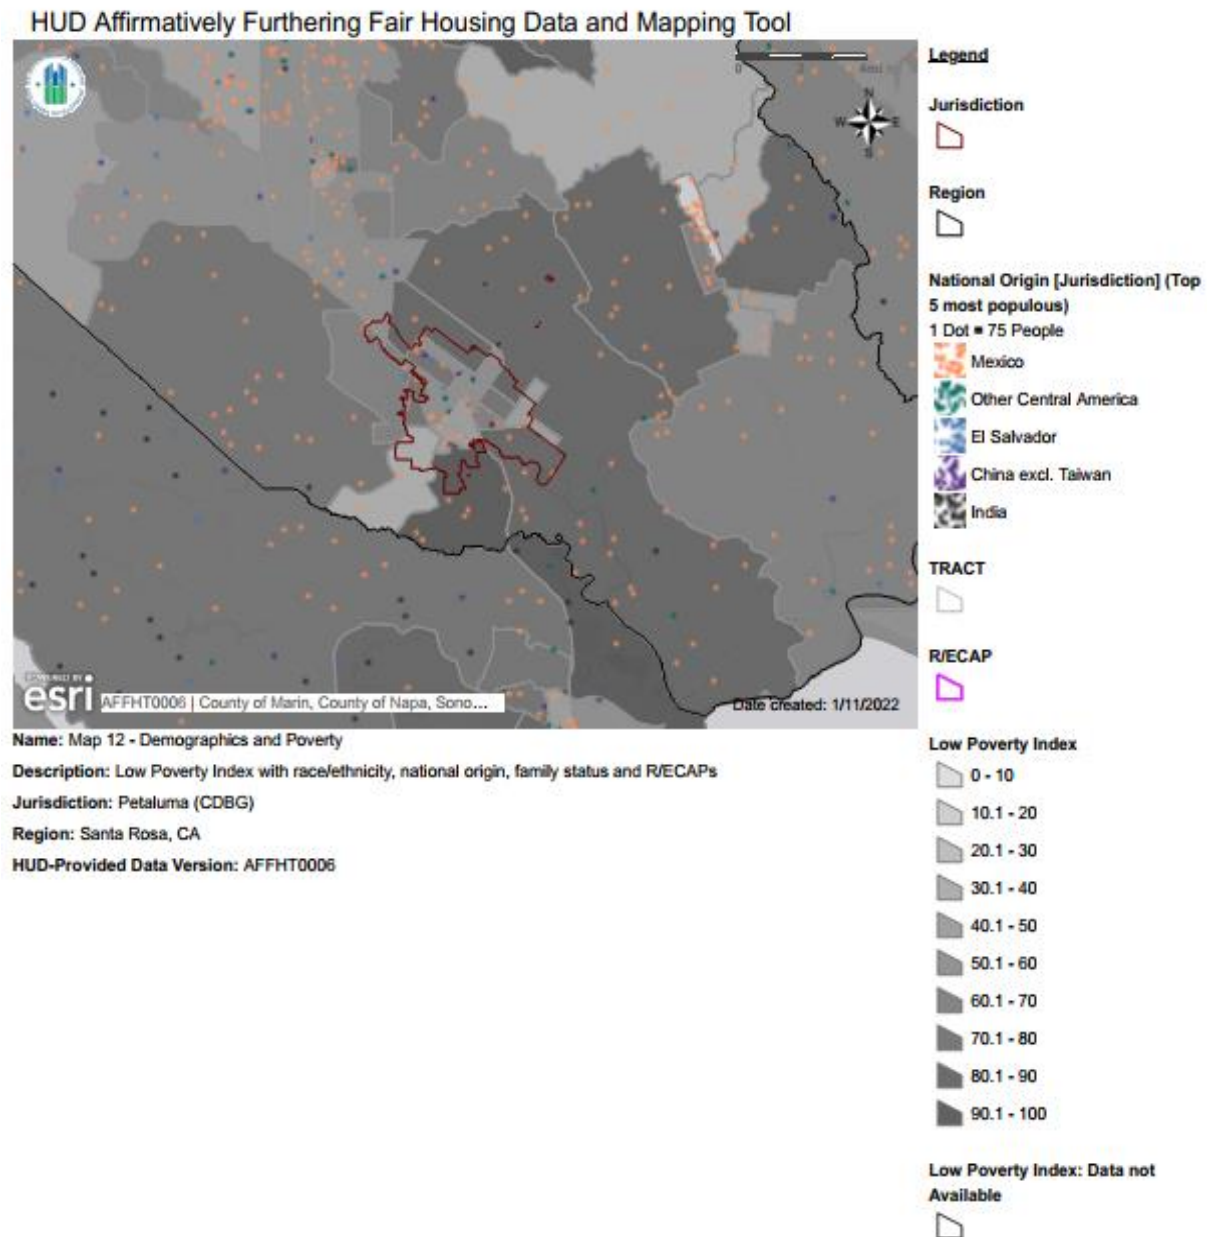 HUD Affirmatively Furthering Fair Housing Data and Mapping Tool
0
N
W E
S
POWERED BY
esri
AFFHT0006 | County of Marin, County of Napa, Sono...
Date created: 1/11/2022
Name: Map 12 - Demographics and Poverty
Description: Low Poverty Index with race/ethnicity, national origin, family status and R/ECAPs
Jurisdiction: Petaluma (CDBG)
Region: Santa Rosa, CA
HUD-Provided Data Version: AFFHT0006
Legend
Jurisdiction
Region
National Origin [Jurisdiction] (Top
5 most populous)
1 Dot = 75 People
Mexico
Other Central America
El Salvador
China excl. Taiwan
India
TRACT
R/ECAP
Low Poverty Index
0 - 10
10.1 - 20
20.1 - 30
30.1 - 40
40.1 - 50
50.1 - 60
60.1 - 70
70.1 - 80
80.1 - 90
90.1 - 100
Low Poverty Index: Data not
Available